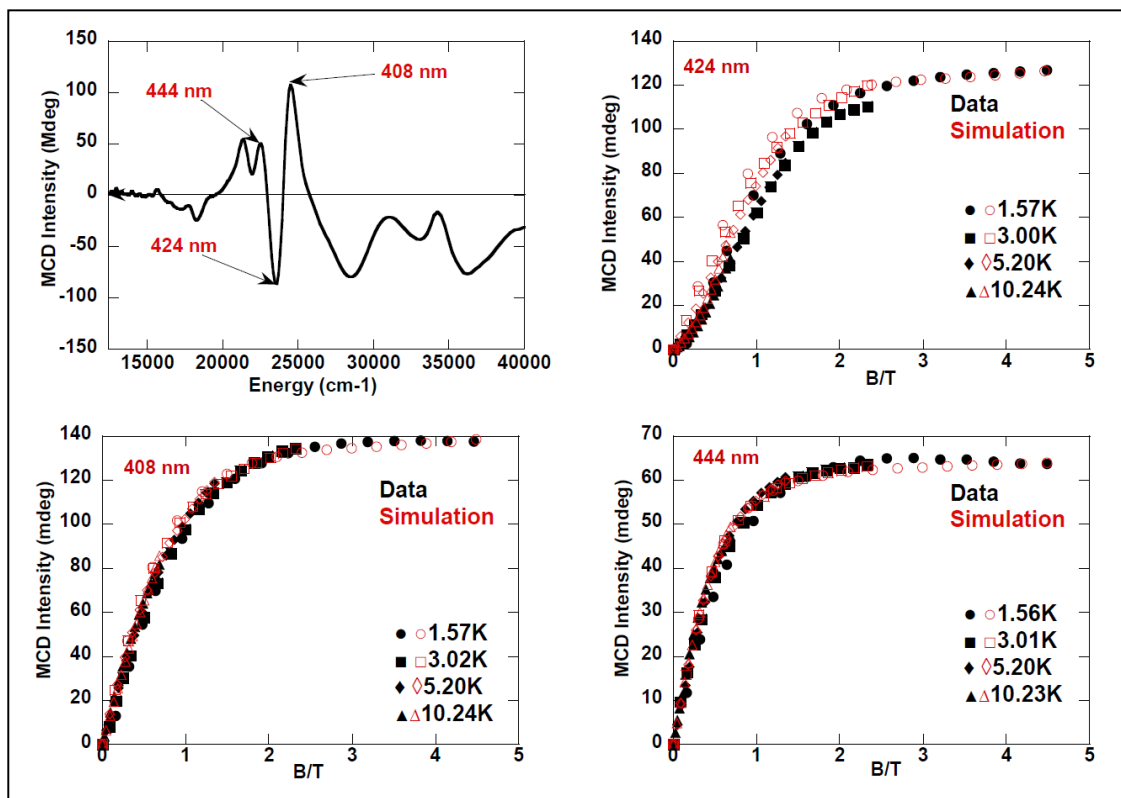 150
100
50
0
-50
-100
-150
MCD Intensity (Mdeg)
408 nm
444 nm
424 nm
15000 20000 25000 30000 35000 40000
Energy (cm-1)
140
120
100
80
60
40
20
0
MCD Intensity (mdeg)
424 nm
Data
Simulation
1.57K
3.00K
5.20K
10.24K
0 1 2 3 4 5
B/T
140
120
100
80
60
40
20
0
MCD Intensity (mdeg)
408 nm
Data
Simulation
1.57K
3.02K
5.20K
10.24K
0 1 2 3 4 5
B/T
70
60
50
40
30
20
10
0
MCD Intensity (mdeg)
444 nm
Data
Simulation
1.56K
3.01K
5.20K
10.23K
0 1 2 3 4 5
B/T